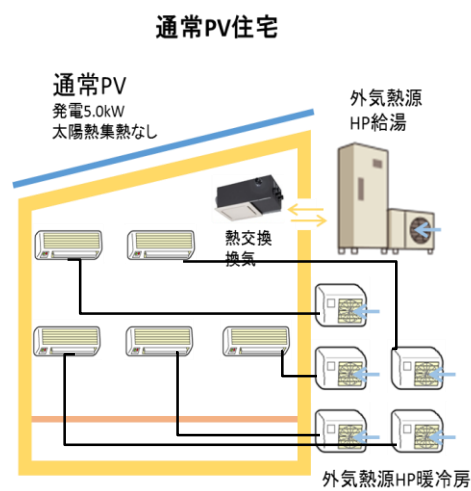 通常PV住宅
通常PV
発電5.0kW
太陽熱集熱なし
外気熱源
HP給湯
熱交換
換気
外気熱源HP暖冷房